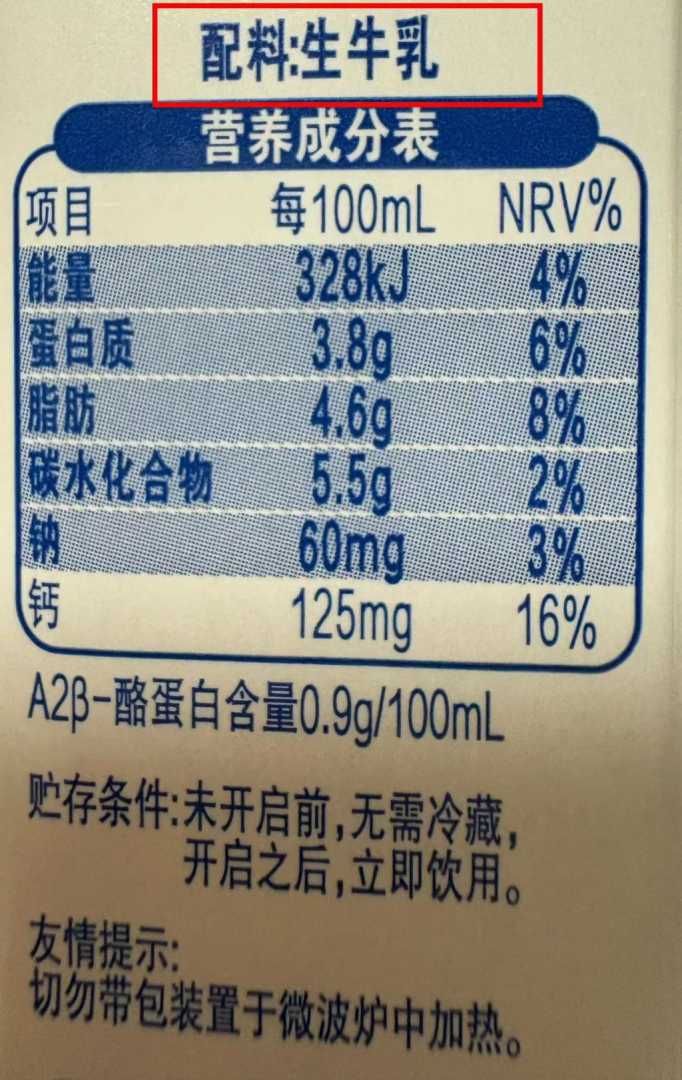 配料:生牛乳
营养成分表
项目 每100mL NRV%
能量 328kJ 4%
蛋白质 3.8g 6%
脂肪 4.6g 8%
碳水化合物 5.5g 2%
钠 60mg 3%
钙 125mg 16%
A2β-酪蛋白含量0.9g/100mL
贮存条件:未开启前,无需冷藏,
开启之后,立即饮用。
友情提示:
切勿带包装置于微波炉中加热。